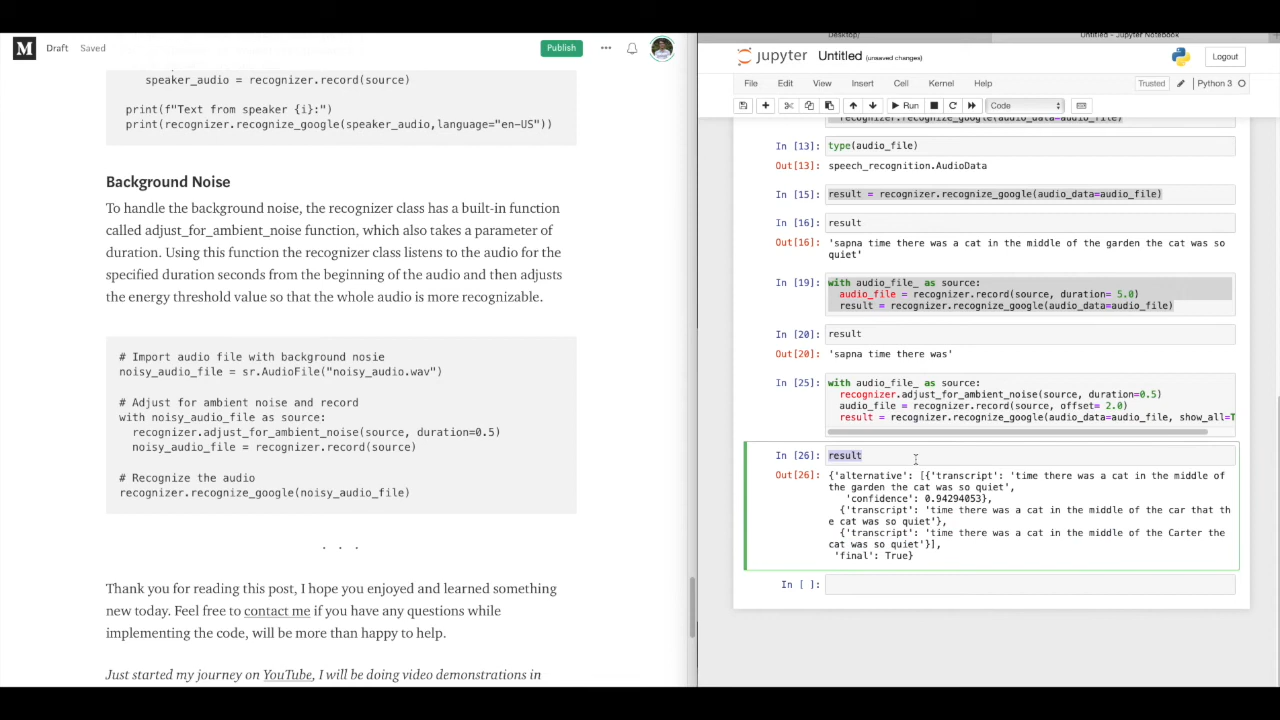 M Draft Saved Publish
speaker_audio = recognizer.record(source)
print(f"Text from speaker {i}:")
print(recognizer.recognize_google(speaker_audio,language="en-US"))
Background Noise
To handle the background noise, the recognizer class has a built-in function
called adjust_for_ambient_noise function, which also takes a parameter of
duration. Using this function the recognizer class listens to the audio for the
specified duration seconds from the beginning of the audio and then adjusts
the energy threshold value so that the whole audio is more recognizable.
# Import audio file with background nosie
noisy_audio_file = sr.AudioFile("noisy_audio.wav")
# Adjust for ambient noise and record
with noisy_audio_file as source:
recognizer.adjust_for_ambient_noise(source, duration=0.5)
noisy_audio_file = recognizer.record(source)
# Recognize the audio
recognizer.recognize_google(noisy_audio_file)
. . .
Thank you for reading this post, I hope you enjoyed and learned something
new today. Feel free to contact me if you have any questions while
implementing the code, will be more than happy to help.
Just started my journey on YouTube, I will be doing video demonstrations in
Desktop/ Untitled - Jupyter Notebook
jupyter Untitled (unsaved changes) Logout
File Edit View Insert Cell Kernel Help Trusted Python 3
Run Code
recognizer.recognize_google(audio_data=audio_file)
In [13]: type(audio_file)
Out[13]: speech_recognition.AudioData
In [15]: result = recognizer.recognize_google(audio_data=audio_file)
In [16]: result
Out[16]: 'sapna time there was a cat in the middle of the garden the cat was so
quiet'
In [19]: with audio_file_ as source:
audio_file = recognizer.record(source, duration= 5.0)
result = recognizer.recognize_google(audio_data=audio_file)
In [20]: result
Out[20]: 'sapna time there was'
In [25]: with audio_file_ as source:
recognizer.adjust_for_ambient_noise(source, duration=0.5)
audio_file = recognizer.record(source, offset= 2.0)
result = recognizer.recognize_google(audio_data=audio_file, show_all=T
In [26]: result
Out[26]: {'alternative': [{'transcript': 'time there was a cat in the middle of
the garden the cat was so quiet',
'confidence': 0.94294053},
{'transcript': 'time there was a cat in the middle of the car that th
e cat was so quiet'},
{'transcript': 'time there was a cat in the middle of the Carter the
cat was so quiet'}],
'final': True}
In [ ]: